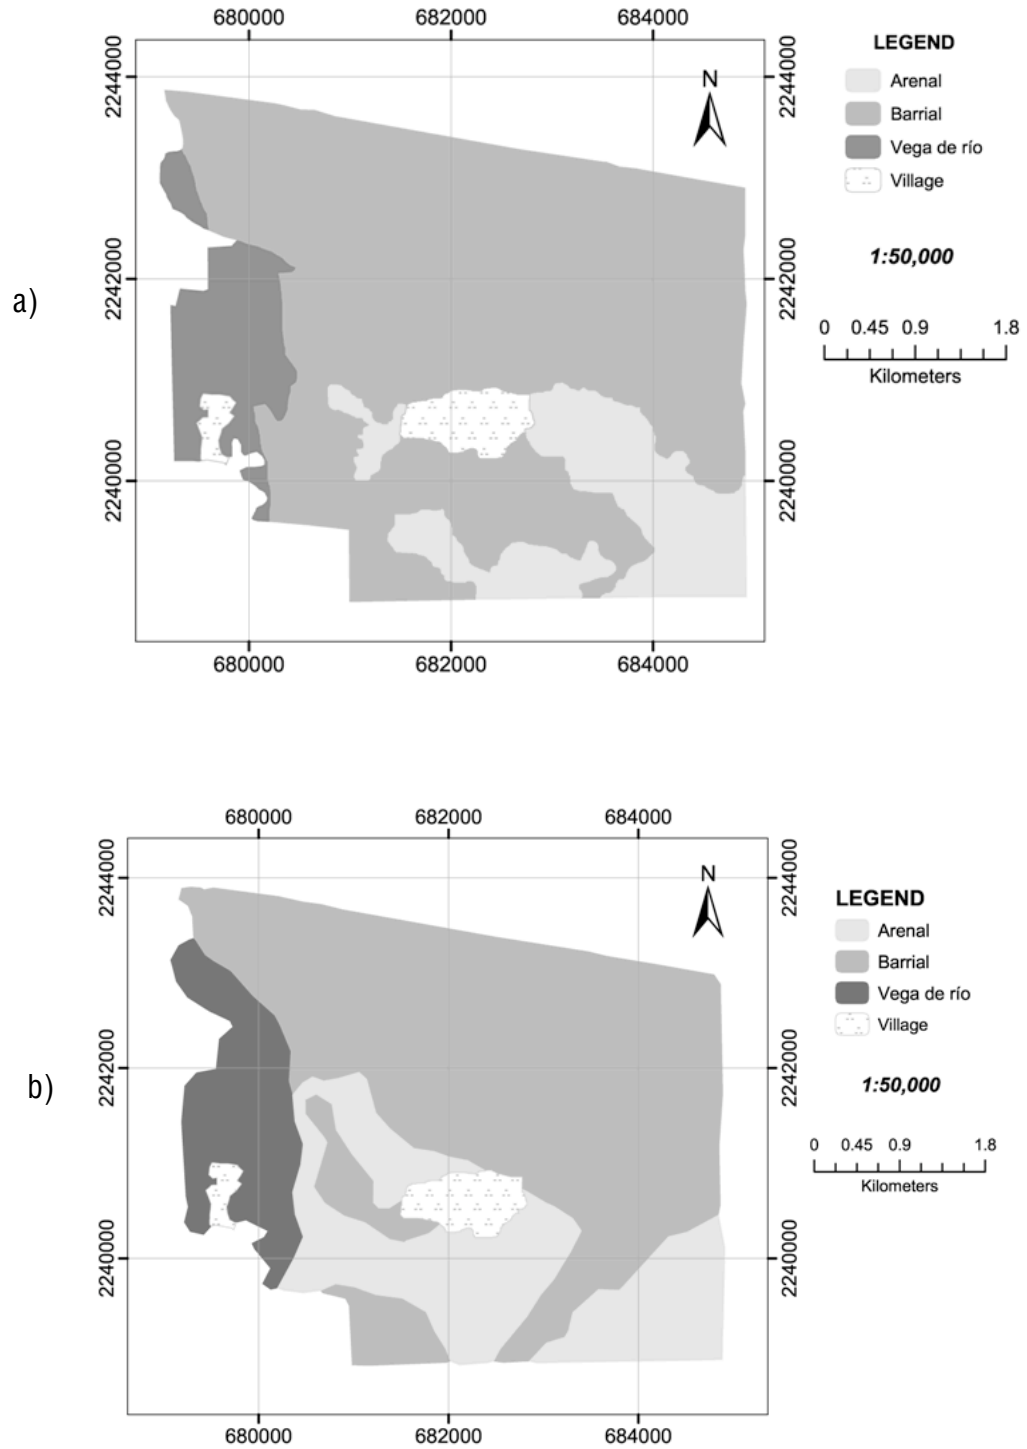 680000 682000 684000
2244000 2244000
2242000 2242000
2240000 2240000
N
LEGEND
Arenal
Barrial
Vega de río
Village
1:50,000
0 0.45 0.9 1.8
Kilometers
a)
680000 682000 684000
680000 682000 684000
2244000 2244000
2242000 2242000
2240000 2240000
N
LEGEND
Arenal
Barrial
Vega de río
Village
1:50,000
0 0.45 0.9 1.8
Kilometers
b)
680000 682000 684000